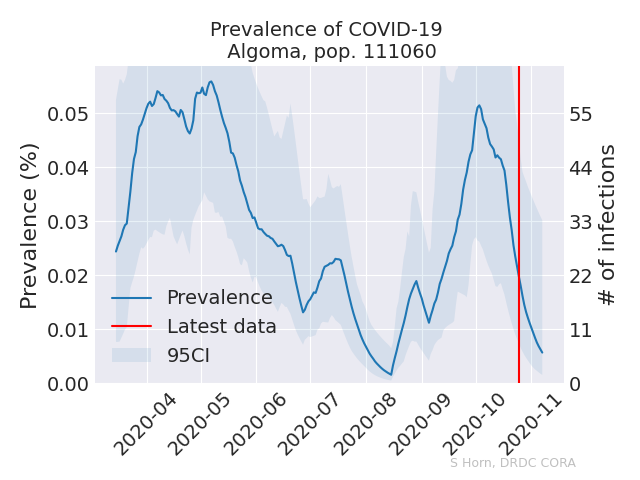 Prevalence of COVID-19
Algoma, pop. 111060
Prevalence (%)
0.05
0.04
0.03
0.02
0.01
0.00
55
44
33
22
11
0
# of infections
Prevalence
Latest data
95CI
2020-04
2020-05
2020-06
2020-07
2020-08
2020-09
2020-10
2020-11
S Horn, DRDC CORA